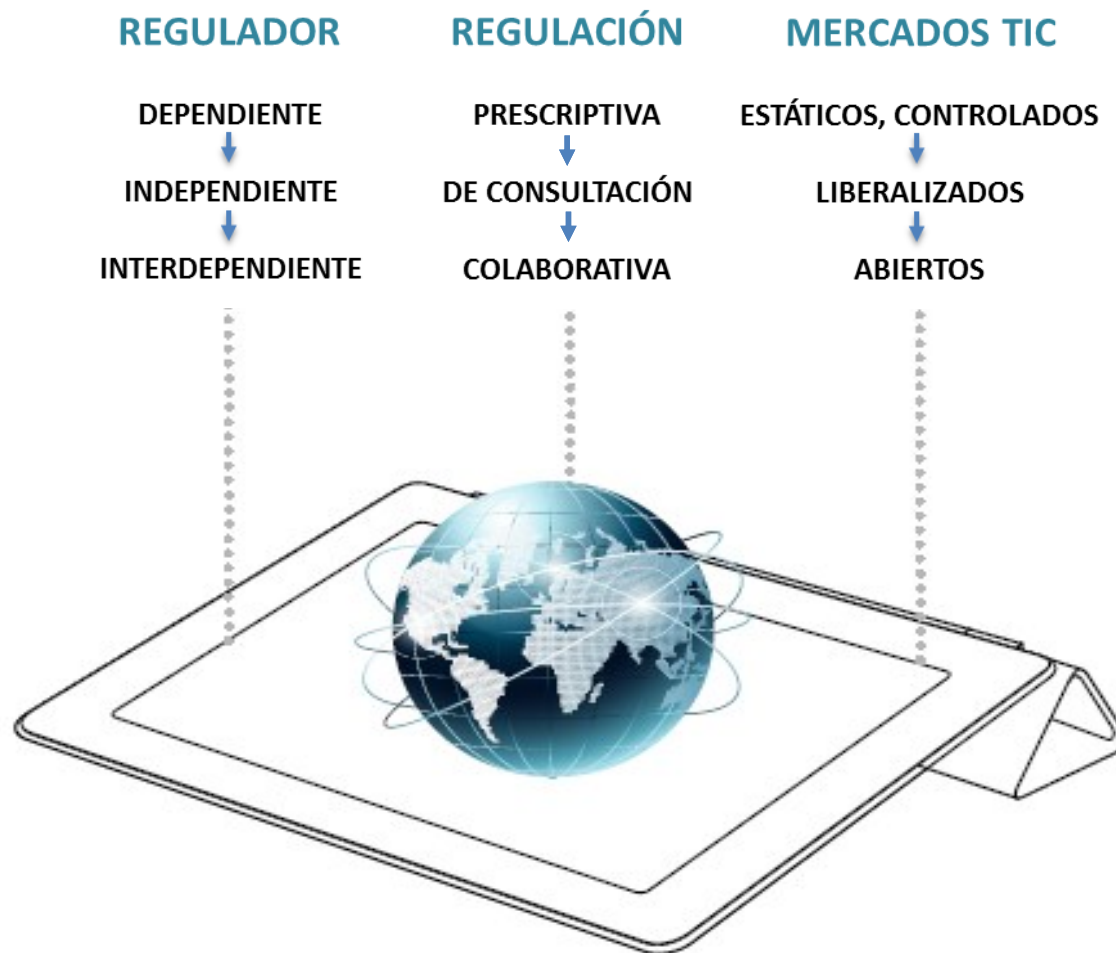 REGULADOR
DEPENDIENTE
INDEPENDIENTE
INTERDEPENDIENTE
REGULACIÓN
PRESCRIPTIVA
DE CONSULTACIÓN
COLABORATIVA
MERCADOS TIC
ESTÁTICOS, CONTROLADOS
LIBERALIZADOS
ABIERTOS